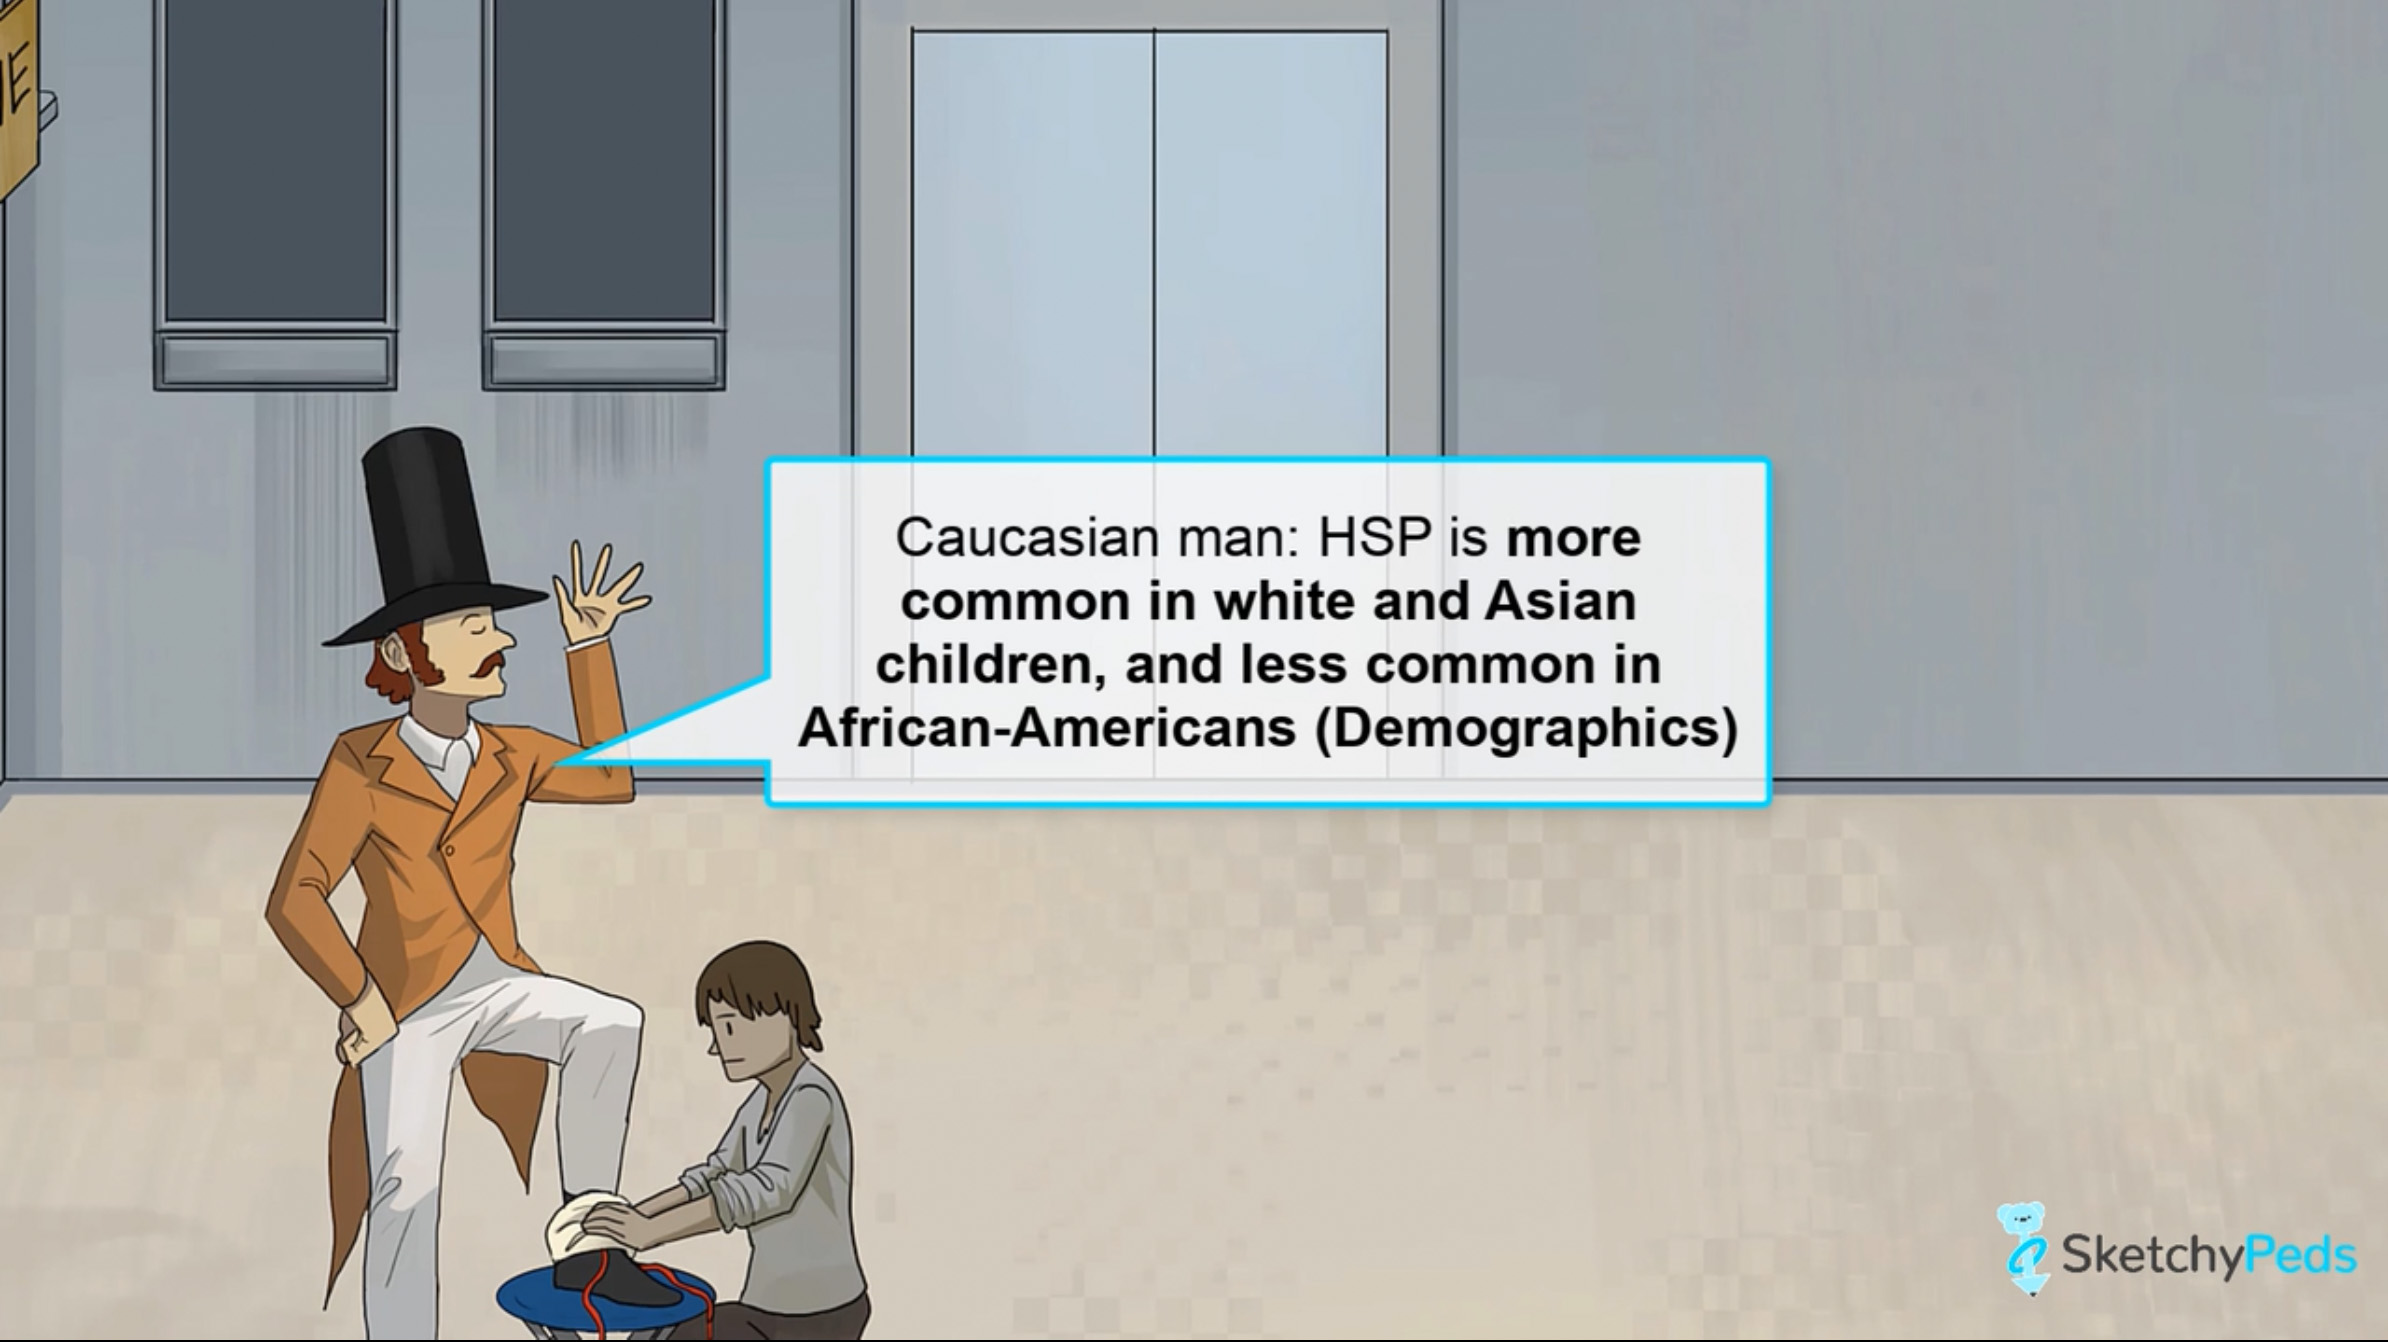 E
Caucasian man: HSP is more
common in white and Asian
children, and less common in
African-Americans (Demographics)
SketchyPeds